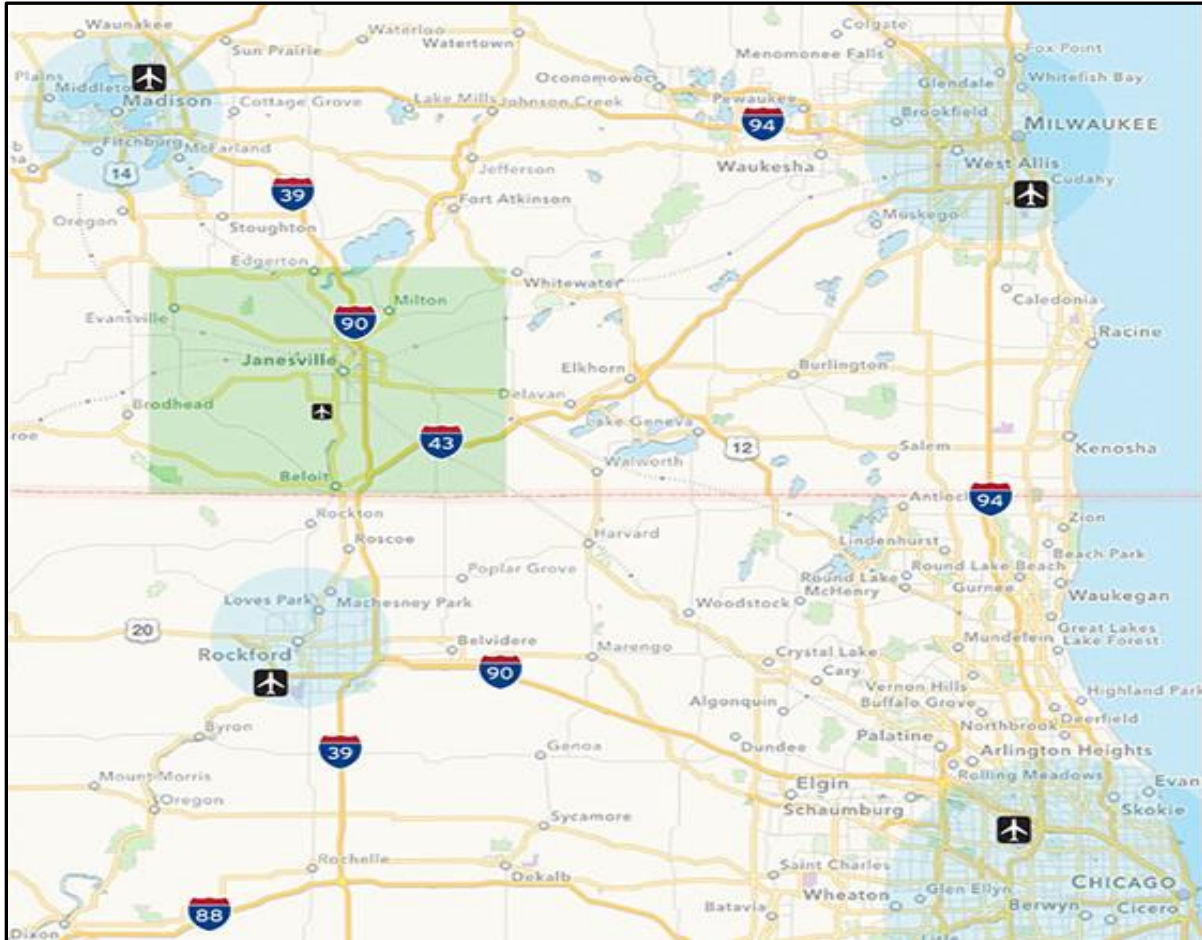 Waunakee
Waterloo
Watertown
Colgate
Sun Prairie
Menomonee Falls
Fox Point
Plains
Middleto
Oconomowoc
Glendale
Whitefish Bay
Madison
Cottage Grove
Lake Mills
Johnson Creek
Pewaukee
Brookfield
94
MILWAUKEE
Fitchburg
McFarland
Waukesha
West Allis
14
Jefferson
Cudahy
39
Fort Atkinson
Oregon
Stoughton
Muskego
Edgerton
Whitewater
Caledonia
Evansville
90
Milton
Racine
Janesville
Elkhorn
Burlington
Delavan
Brodhead
roe
43
Lake Geneva
12
Salem
Kenosha
Beloit
Walworth
94
Antioch
Rockton
Zion
Roscoe
Harvard
Lindenhurst
Beach Park
Poplar Grove
Round Lake
Round Lake Beach
Loves Park
Machesney Park
McHenry
Gurnee
Woodstock
Waukegan
20
Great Lakes
Rockford
Belvidere
Marengo
Mundelein
Lake Forest
Crystal Lake
90
Cary
Vernon Hills
Highland Park
Algonquin
Buffalo Grove
Deerfield
Byron
Northbrook
39
Genoa
Dundee
Palatine
Arlington Heights
Mount Morris
Elgin
Rolling Meadows
Evan
Oregon
Schaumburg
Skokie
Sycamore
Rochelle
Dekalb
Saint Charles
CHICAGO
Wheaton
Glen Ellyn
88
Batavia
Berwyn
Cicero
Dixon